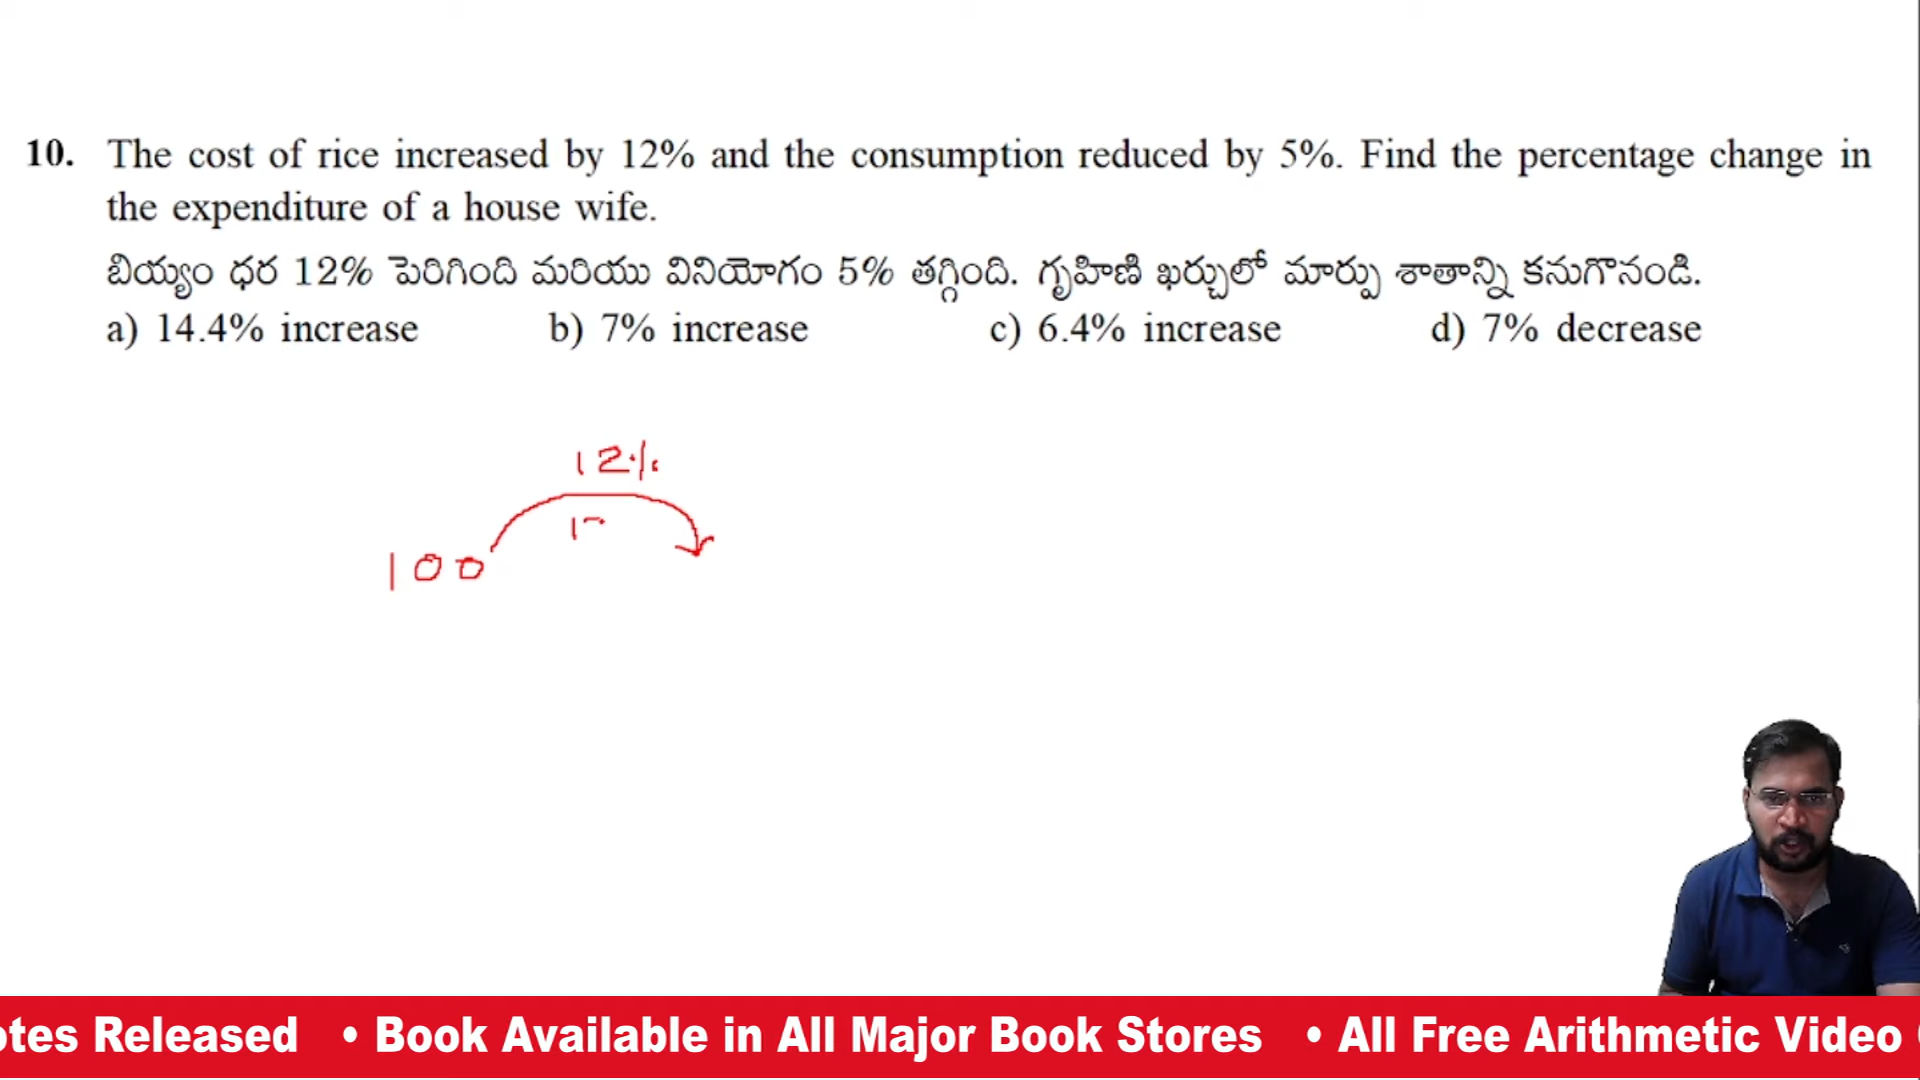 10. The cost of rice increased by 12% and the consumption reduced by 5%. Find the percentage change in
the expenditure of a house wife.
బియ్యం ధర 12% పెరిగింది మరియు వినియోగం 5% తగ్గింది. గృహిణి ఖర్చులో మార్పు శాతాన్ని కనుగొనండి.
a) 14.4% increase b) 7% increase c) 6.4% increase d) 7% decrease
12%
100
otes Released • Book Available in All Major Book Stores • All Free Arithmetic Video